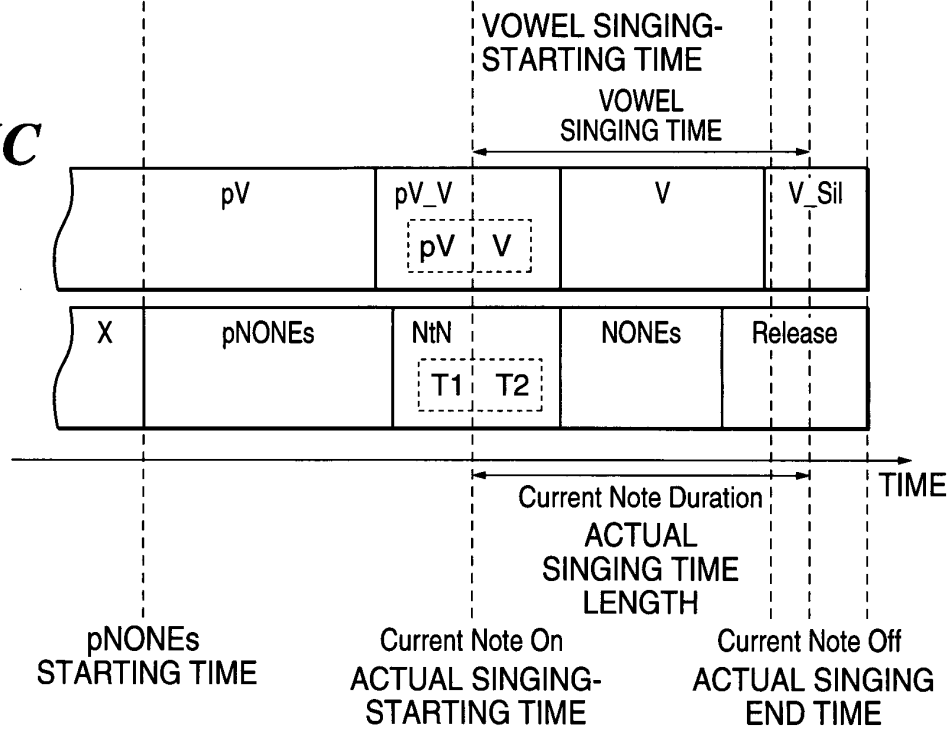 VOWEL SINGING-
STARTING TIME
VOWEL
SINGING TIME
C
pV
pV_V
V
V_Sil
pV
V
X
pNONEs
NtN
NONEs
Release
T1
T2
TIME
Current Note Duration
ACTUAL
SINGING TIME
LENGTH
pNONEs
STARTING TIME
Current Note On
ACTUAL SINGING-
STARTING TIME
Current Note Off
ACTUAL SINGING
END TIME